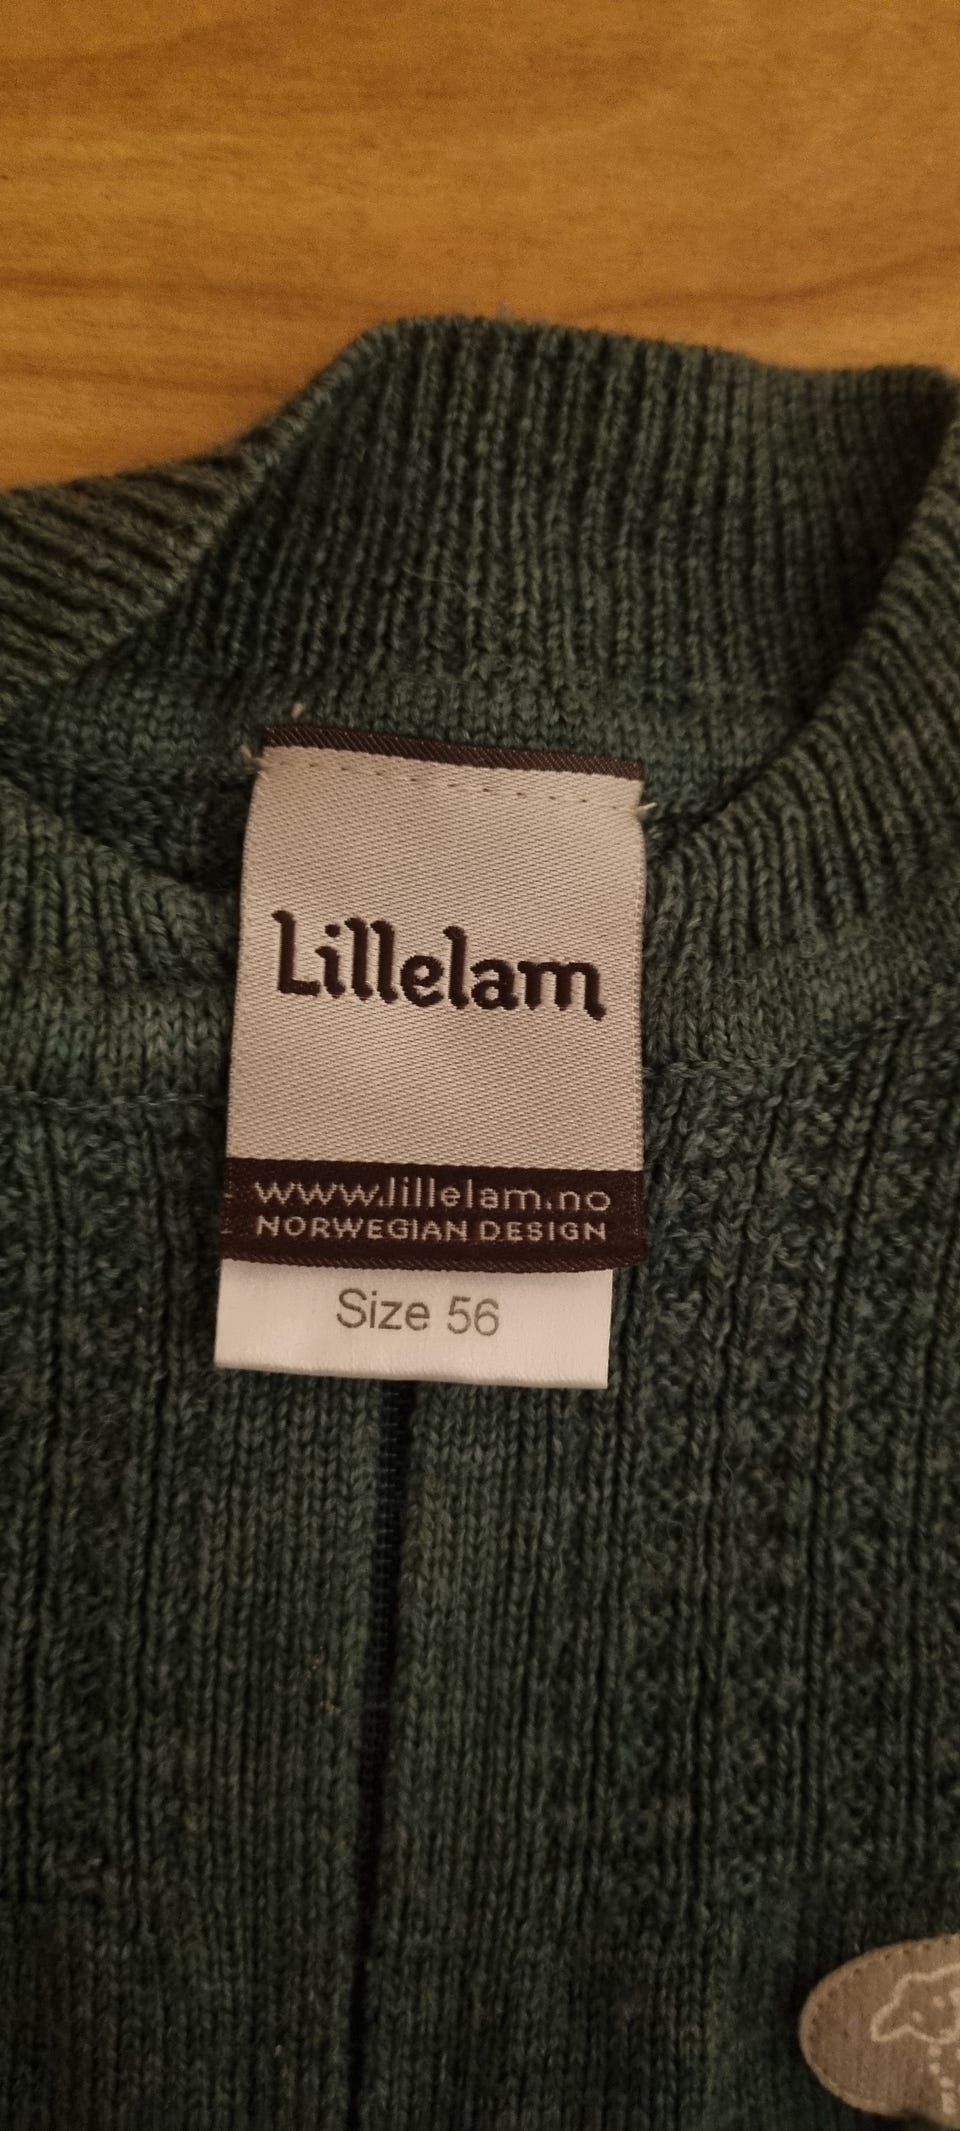 Lillelam
www.lillelam.no
NORWEGIAN DESIGN
Size 56